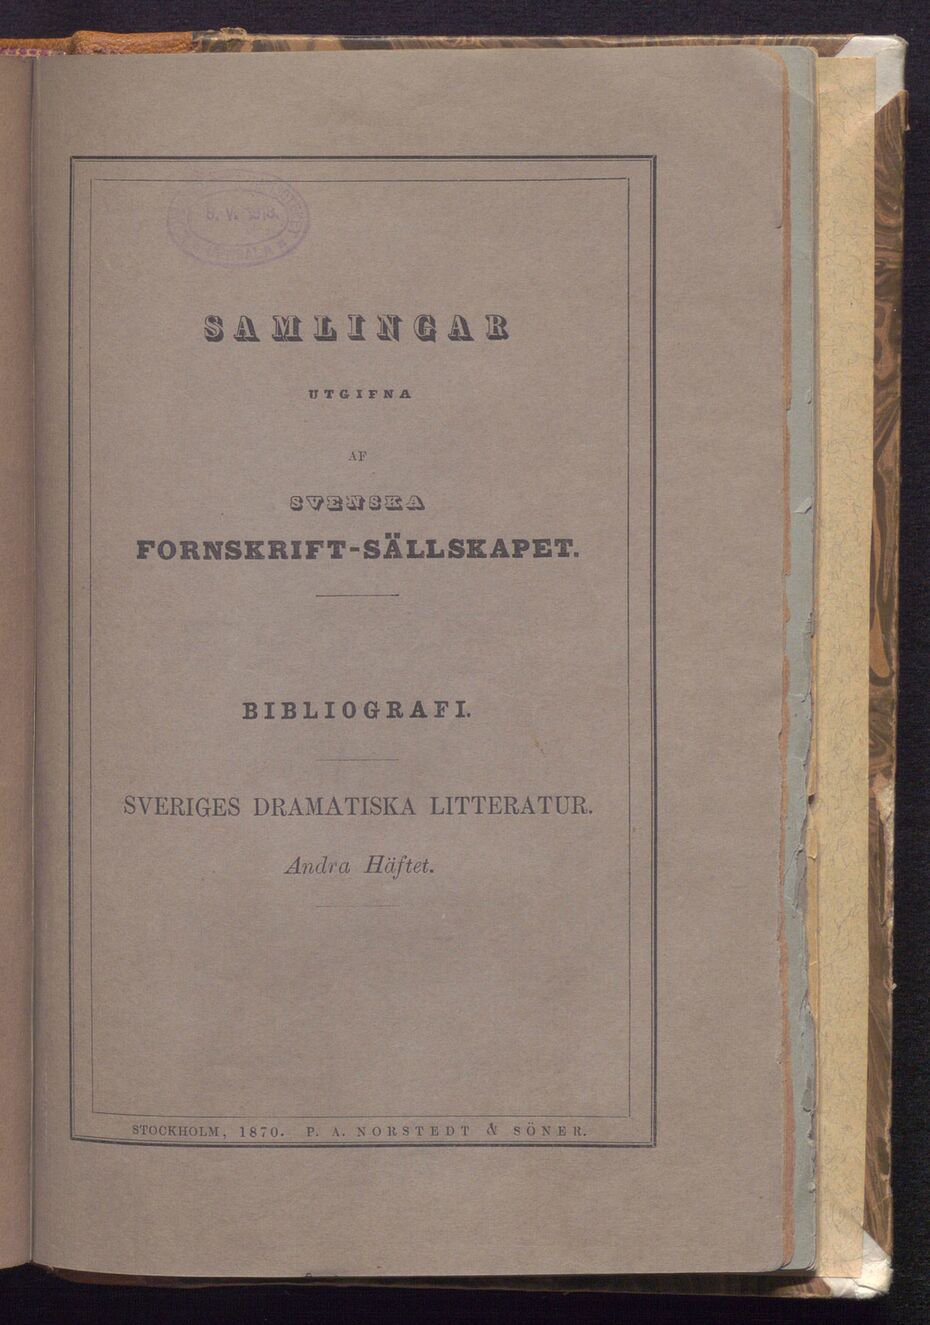 SAMLINGAR
UTGIFNA
AF
SVENSKA
FORNSKRIFT-SÄLLSKAPET.
BIBLIOGRAFI.
SVERIGES DRAMATISKA LITTERATUR.
Andra Häftet.
STOCKHOLM, 1870. P. A. NORSTEDT & SÖNER.